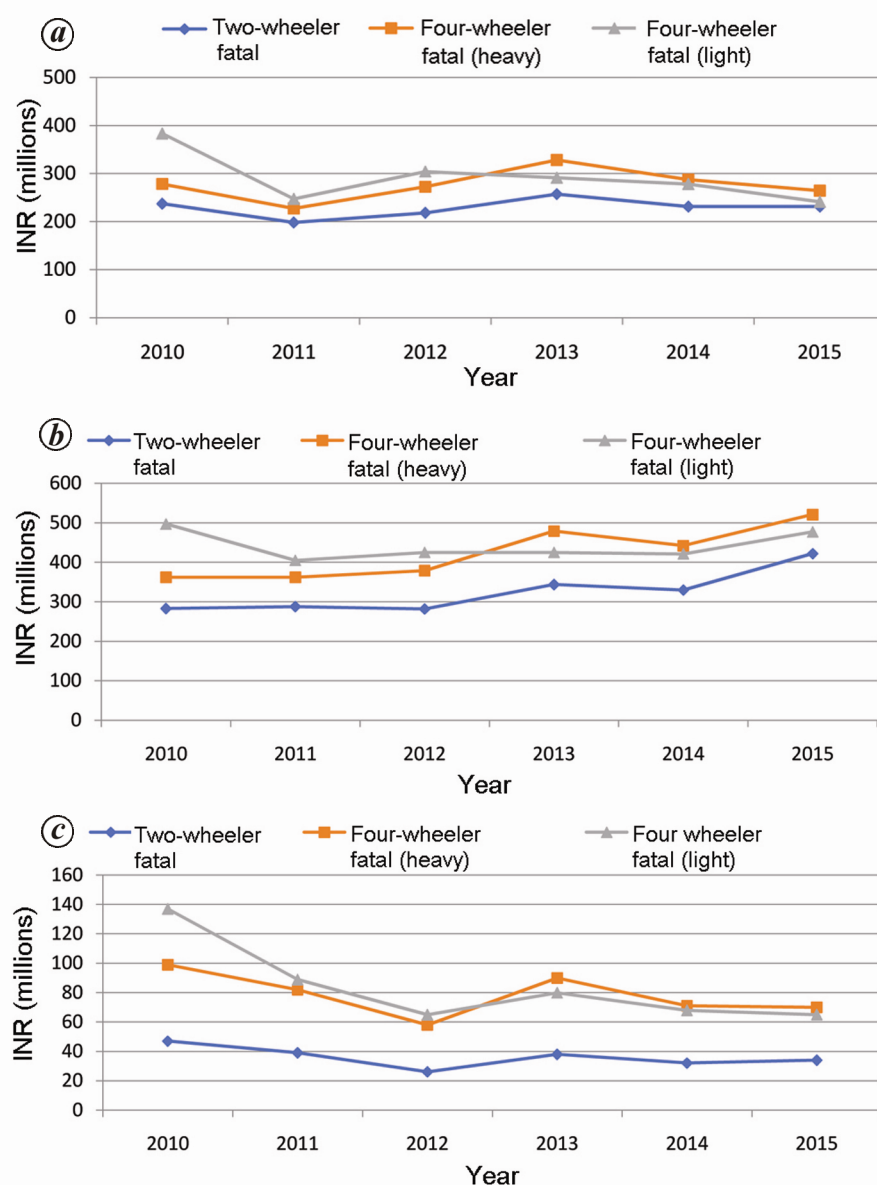 a
Two-wheeler fatal
Four-wheeler fatal (heavy)
Four-wheeler fatal (light)
INR (millions)
500
400
300
200
100
0
2010 2011 2012 2013 2014 2015
Year
b
Two-wheeler fatal
Four-wheeler fatal (heavy)
Four-wheeler fatal (light)
INR (millions)
600
500
400
300
200
100
0
2010 2011 2012 2013 2014 2015
Year
c
Two-wheeler fatal
Four-wheeler fatal (heavy)
Four wheeler fatal (light)
INR (millions)
160
140
120
100
80
60
40
20
0
2010 2011 2012 2013 2014 2015
Year